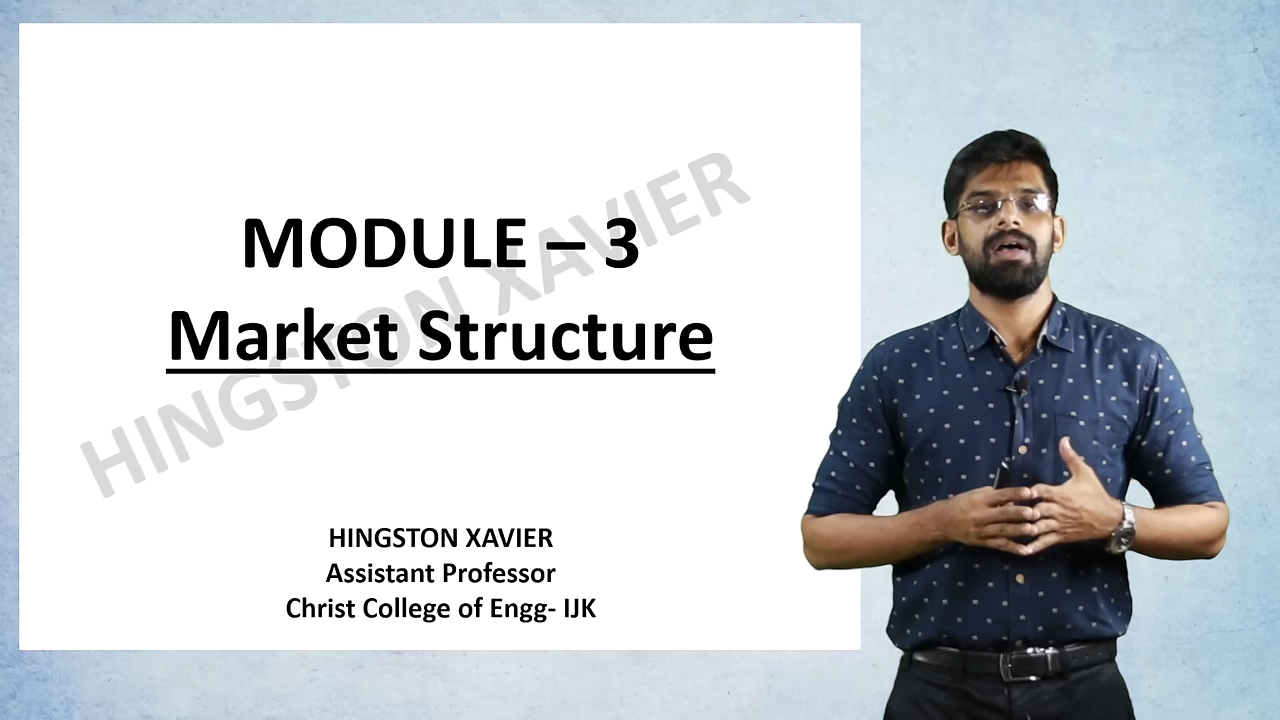 MODULE – 3
Market Structure
HINGSTON XAVIER
HINGSTON XAVIER
Assistant Professor
Christ College of Engg- IJK